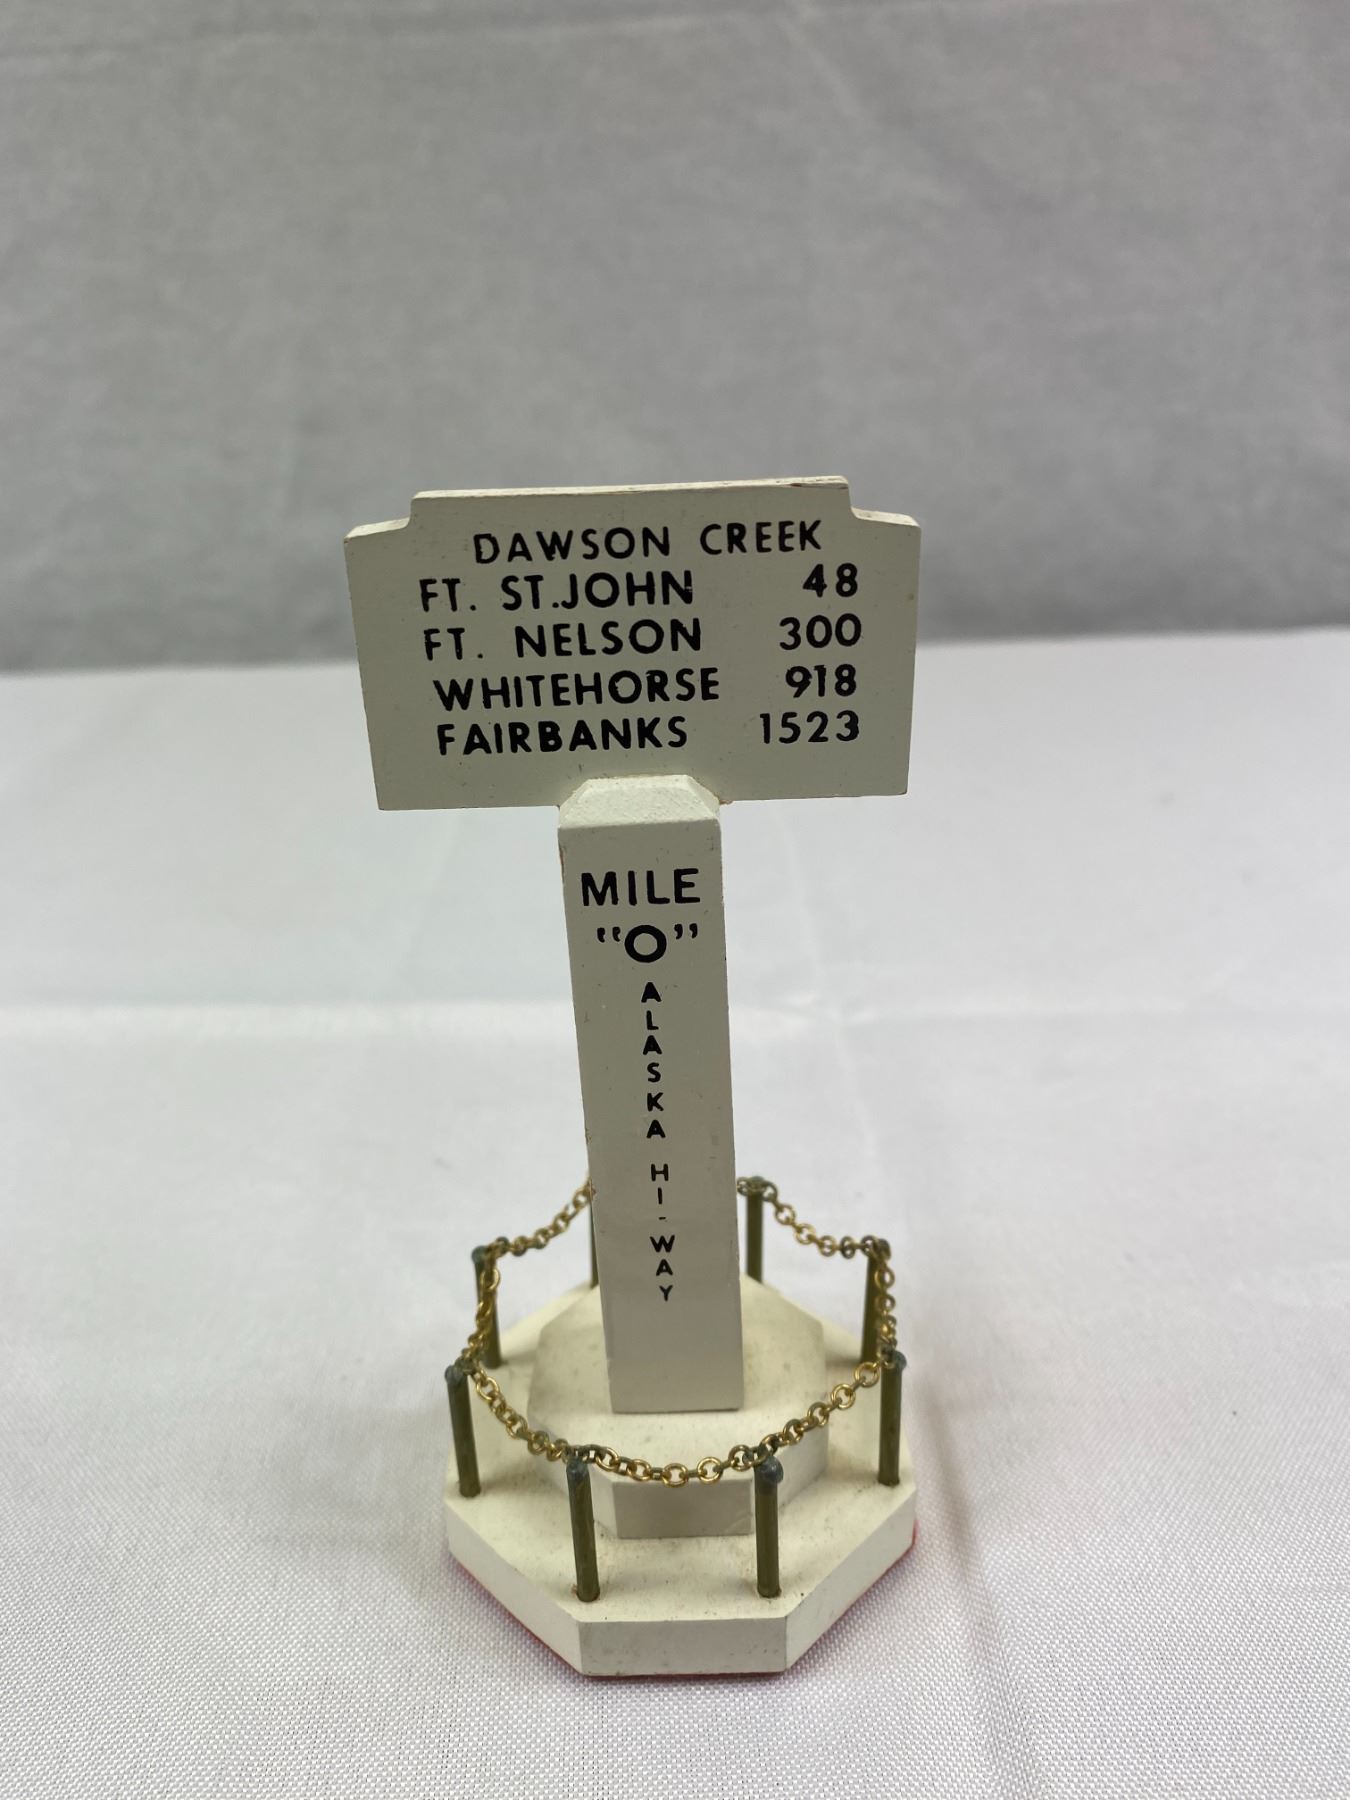 DAWSON CREEK
FT. ST.JOHN 48
FT. NELSON 300
WHITEHORSE 918
FAIRBANKS 1523
MILE
"O"
ALASKA HI-WAY